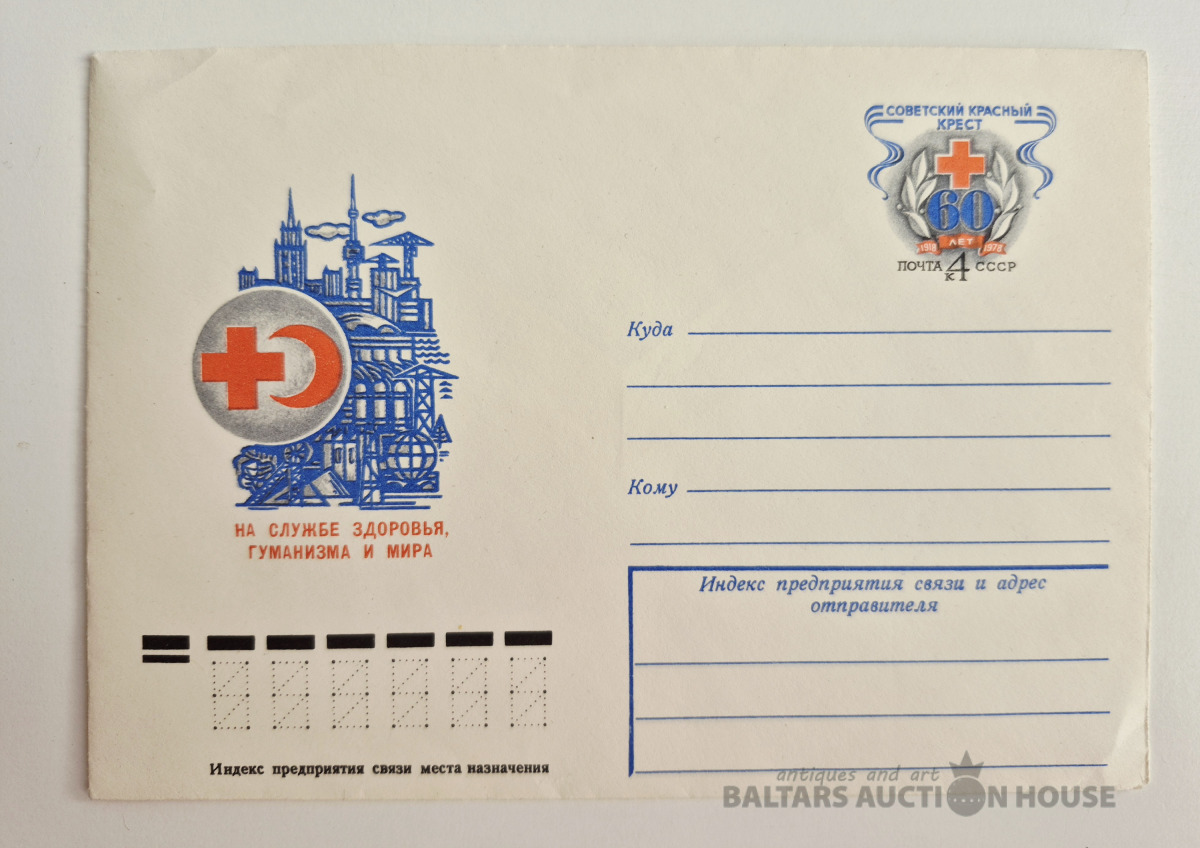 СОВЕТСКИЙ КРАСНЫЙ
КРЕСТ
60
1918 ЛЕТ 1978
ПОЧТА 4 СССР
К
Куда
Кому
НА СЛУЖБЕ ЗДОРОВЬЯ,
ГУМАНИЗМА И МИРА
Индекс предприятия связи и адрес
отправителя
Индекс предприятия связи места назначения
antiques and art
BALTARS AUCTION HOUSE